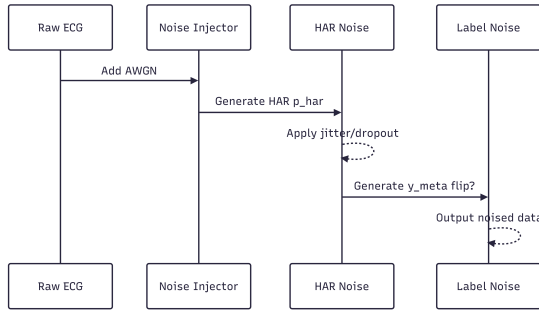 Raw ECG
Noise Injector
HAR Noise
Label Noise
Add AWGN
Generate HAR p_har
Apply jitter/dropout
Generate y_meta flip?
Output noised data
Raw ECG
Noise Injector
HAR Noise
Label Noise